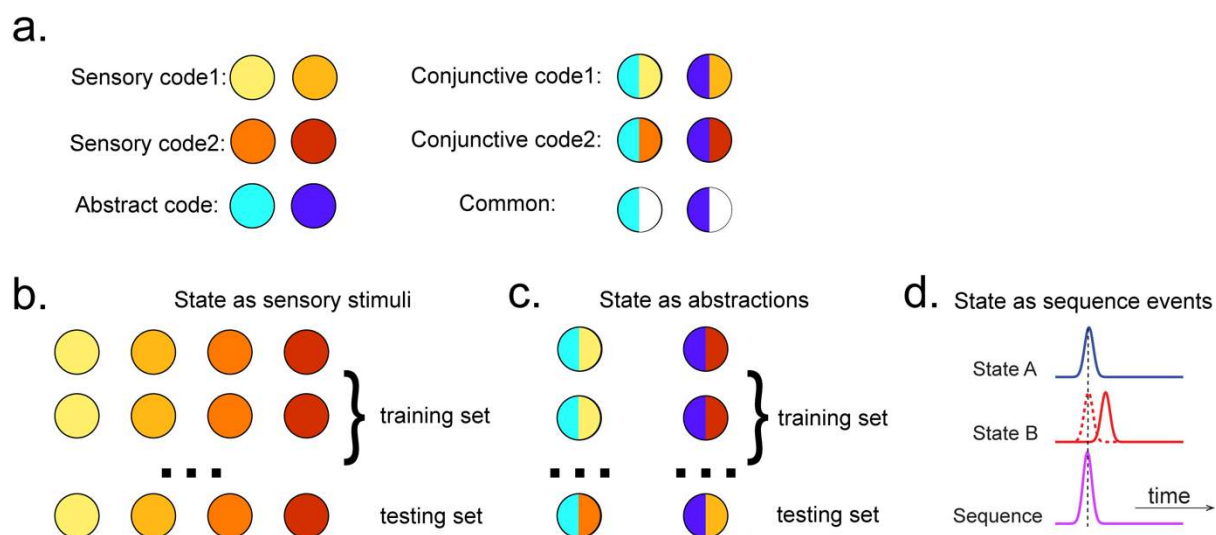 a.
Sensory code1:
Conjunctive code1:
Sensory code2:
Conjunctive code2:
Abstract code:
Common:
b.
State as sensory stimuli
training set
testing set
c.
State as abstractions
training set
testing set
d.
State as sequence events
State A
State B
time
Sequence